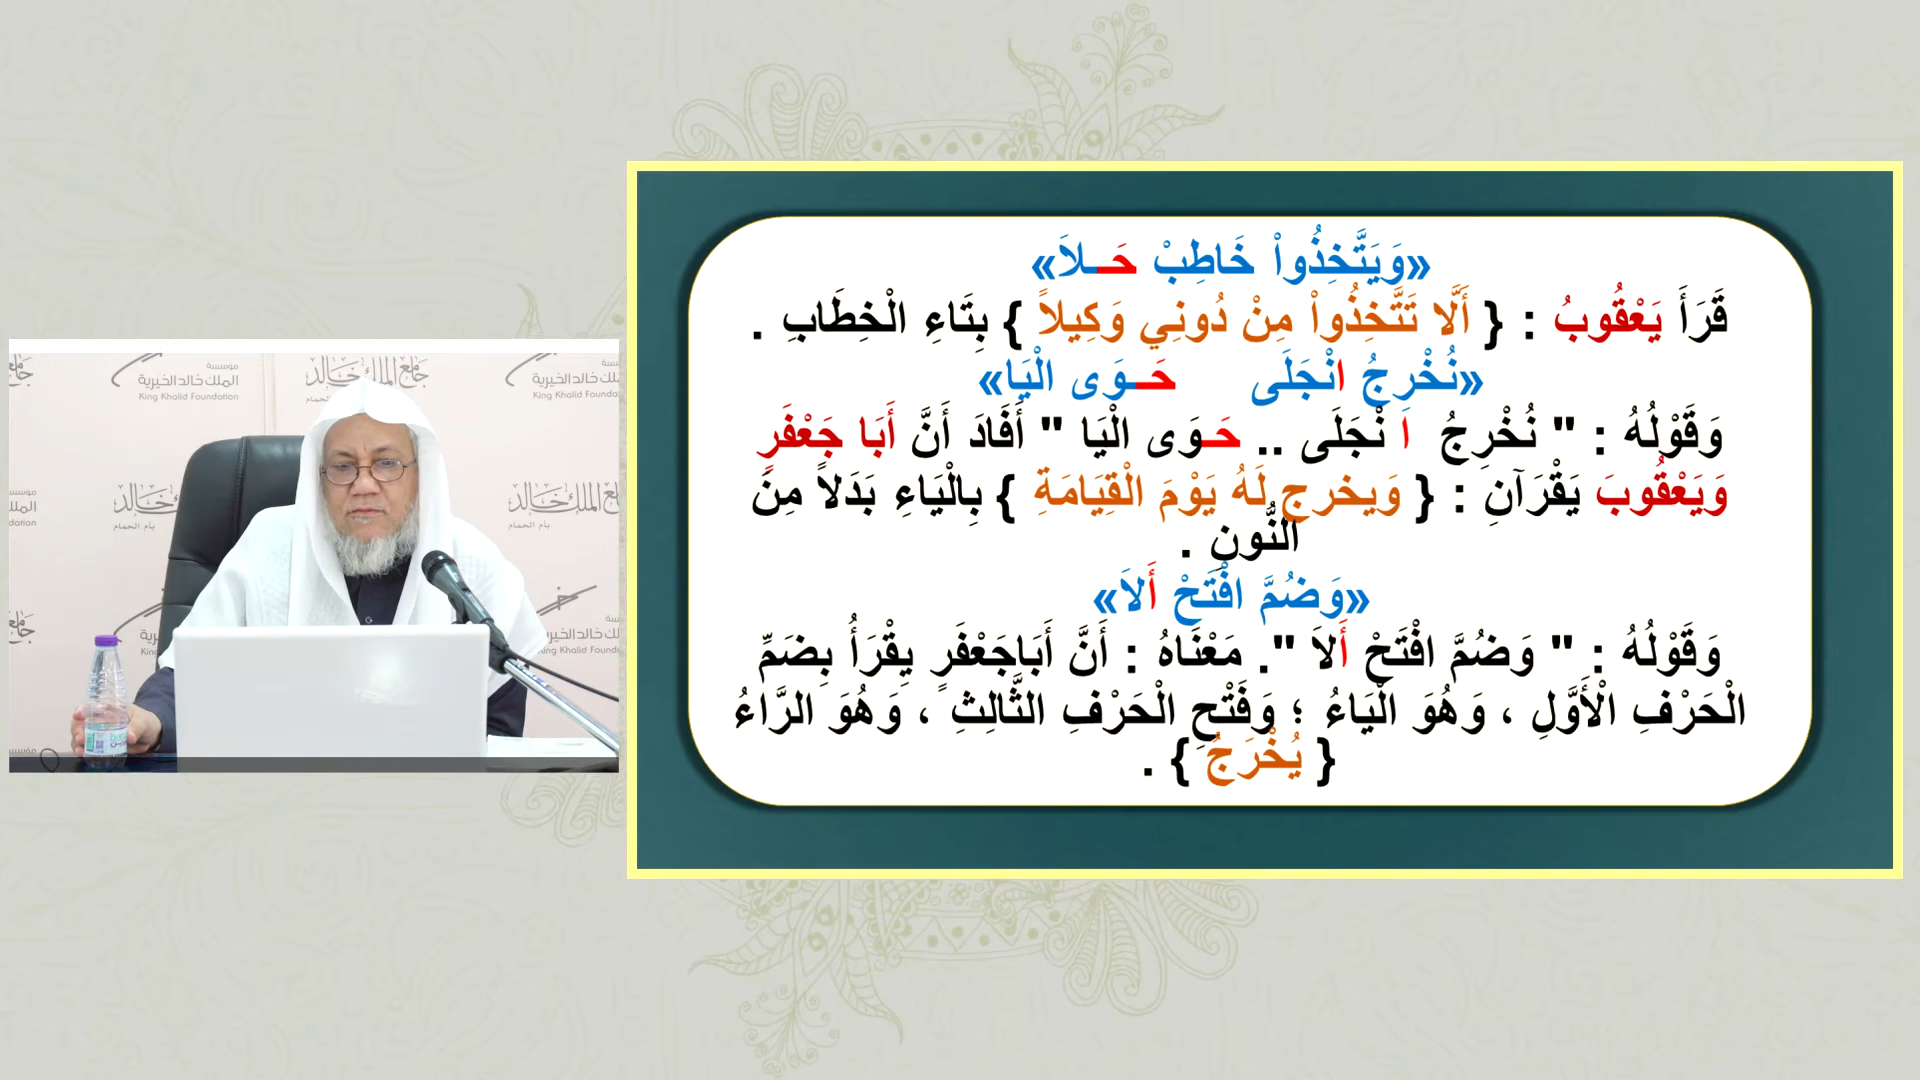 «وَيَتَّخِذُواْ خَاطِبْ حَـلاَ»
قَرَأَ يَعْقُوبُ : { أَلَّا تَتَّخِذُواْ مِنْ دُونِي وَكِيلاً } بِتَاءِ الْخِطَابِ .
«نُخْرِجُ انْجَلَى حَـوَى الْيَا»
وَقَوْلُهُ : " نُخْرِجُ اَ نْجَلَى .. حَـوَى الْيَا " أَفَادَ أَنَّ أَبَا جَعْفَرٍ
وَيَعْقُوبَ يَقْرَآنِ : { وَيخرج لَهُ يَوْمَ الْقِيَامَةِ } بِالْيَاءِ بَدَلاً مِنَ
النُّونِ .
«وَضُمَّ افْتَحْ أَلاَ»
وَقَوْلُهُ : " وَضُمَّ افْتَحْ أَلاَ ". مَعْنَاهُ : أَنَّ أَبَاجَعْفَرٍ يِقْرَأُ بِضَمِّ
الْحَرْفِ الْأَوَّلِ ، وَهُوَ الْيَاءُ ؛ وَفَتْحِ الْحَرْفِ الثَّالِثِ ، وَهُوَ الرَّاءُ
{ يُخْرَجُ } .
مؤسسة
الملك خالد الخيرية
King Khalid Foundation
جامع الملك خالد
بأم الحمام